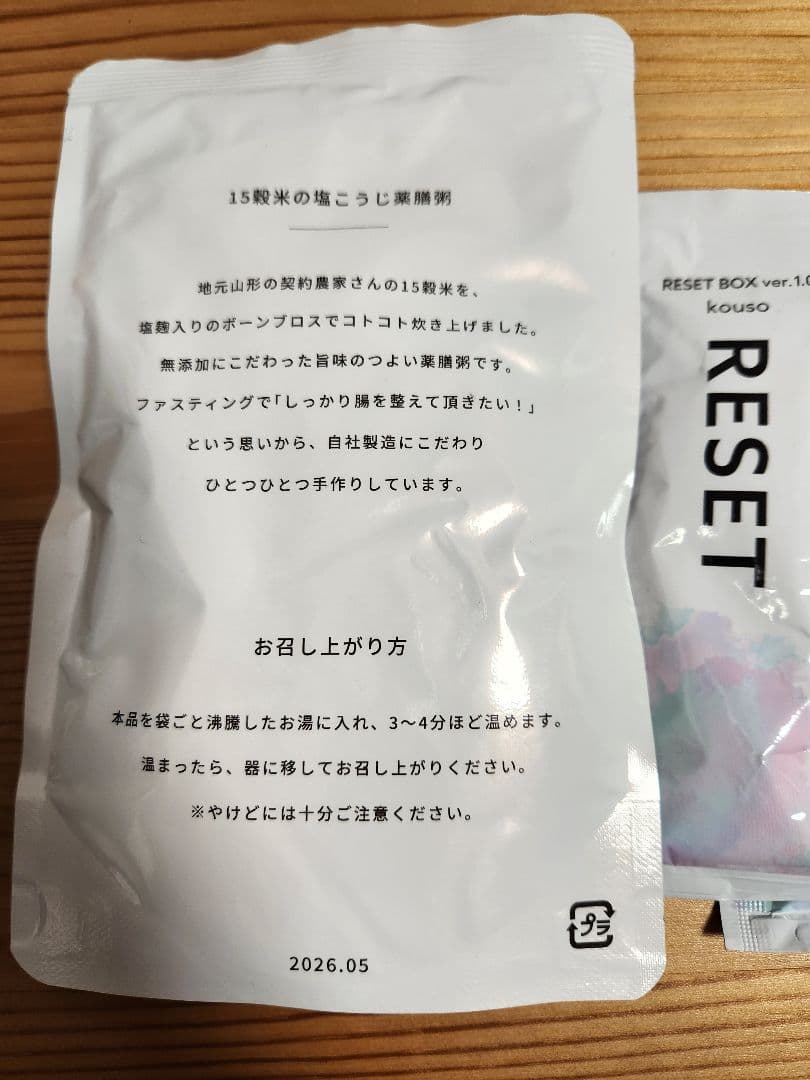 15穀米の塩こうじ薬膳粥
地元山形の契約農家さんの15穀米を、
塩麹入りのボーンブロスでコトコト炊き上げました。
無添加にこだわった旨味のつよい薬膳粥です。
ファスティングで「しっかり腸を整えて頂きたい！」
という思いから、自社製造にこだわり
ひとつひとつ手作りしています。
お召し上がり方
本品を袋ごと沸騰したお湯に入れ、3〜4分ほど温めます。
温まったら、器に移してお召し上がりください。
※やけどには十分ご注意ください。
プラ
2026.05
RESET BOX ver.1.0
kouso
RESET